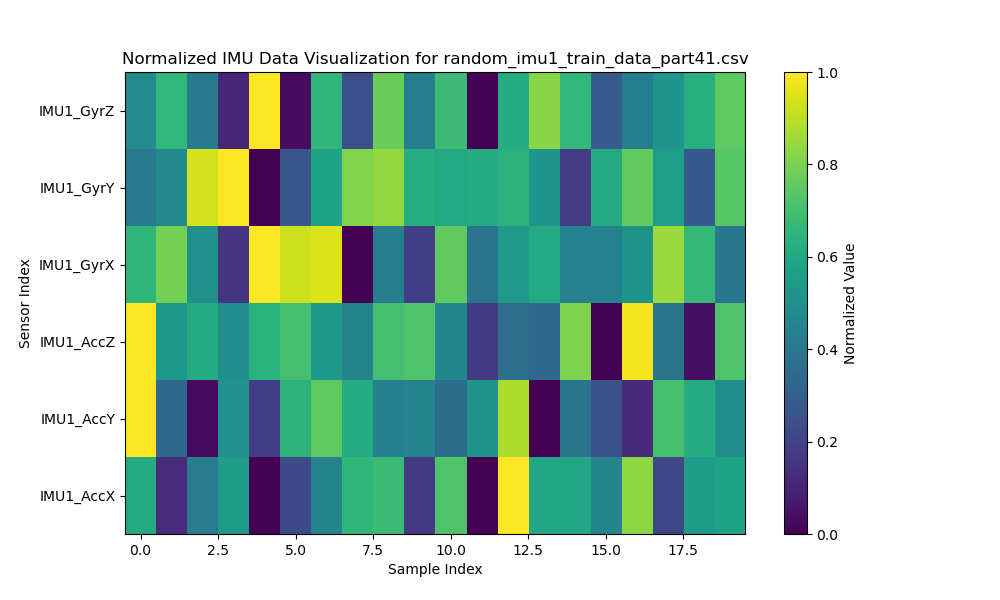 Normalized IMU Data Visualization for random_imu1_train_data_part41.csv
IMU1_GyrZ
IMU1_GyrY
IMU1_GyrX
IMU1_AccZ
IMU1_AccY
IMU1_AccX
Sensor Index
0.0 2.5 5.0 7.5 10.0 12.5 15.0 17.5
Sample Index
1.0
0.8
0.6
0.4
0.2
0.0
Normalized Value